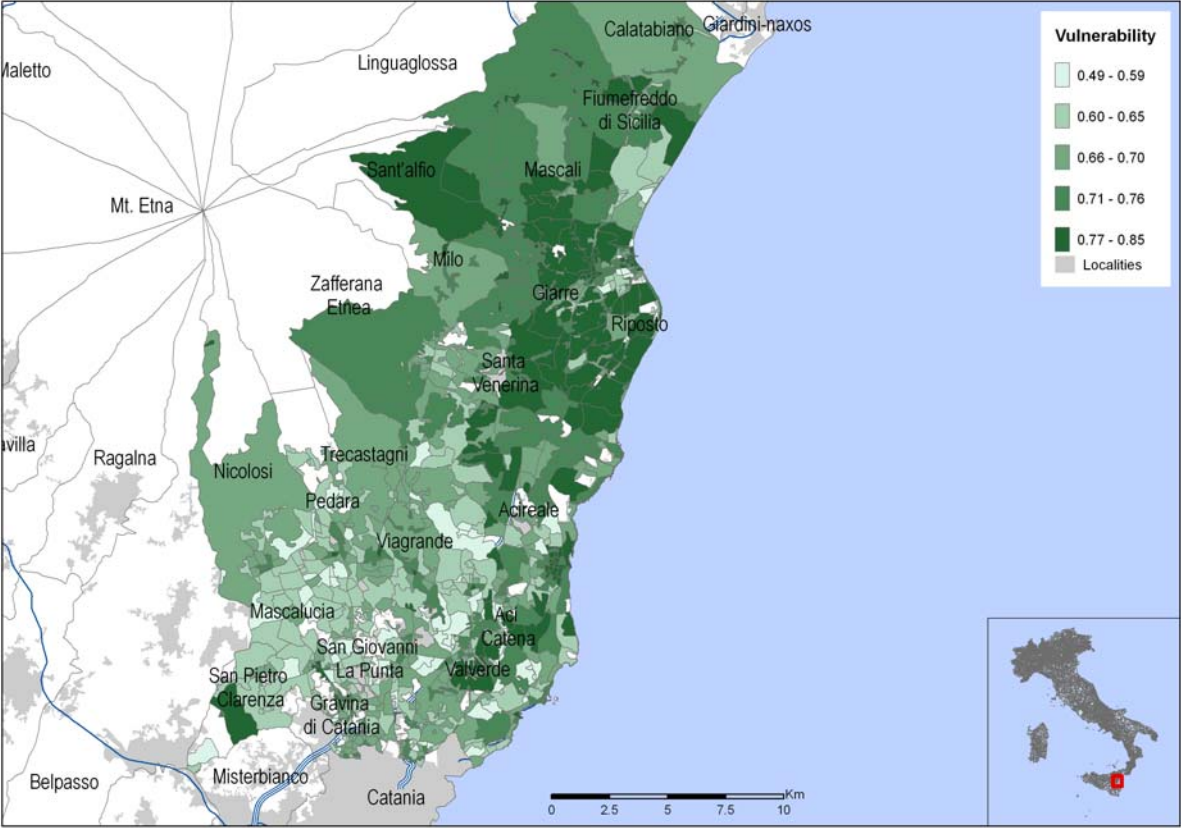 Calatabiano
Giardini-naxos
Linguaglossa
Maletto
Fiumefreddo
di Sicilia
Sant'alfio
Mascali
Mt. Etna
Milo
Zafferana
Etnea
Giarre
Riposto
Santa
Venerina
avilla
Ragalna
Trecastagni
Nicolosi
Pedara
Acireale
Viagrande
Mascalucia
Aci
Catena
San Giovanni
La Punta
Valverde
San Pietro
Clarenza
Gravina
di Catania
Misterbianco
Belpasso
Catania
Vulnerability
0.49 - 0.59
0.60 - 0.65
0.66 - 0.70
0.71 - 0.76
0.77 - 0.85
Localities
Km
0 2.5 5 7.5 10